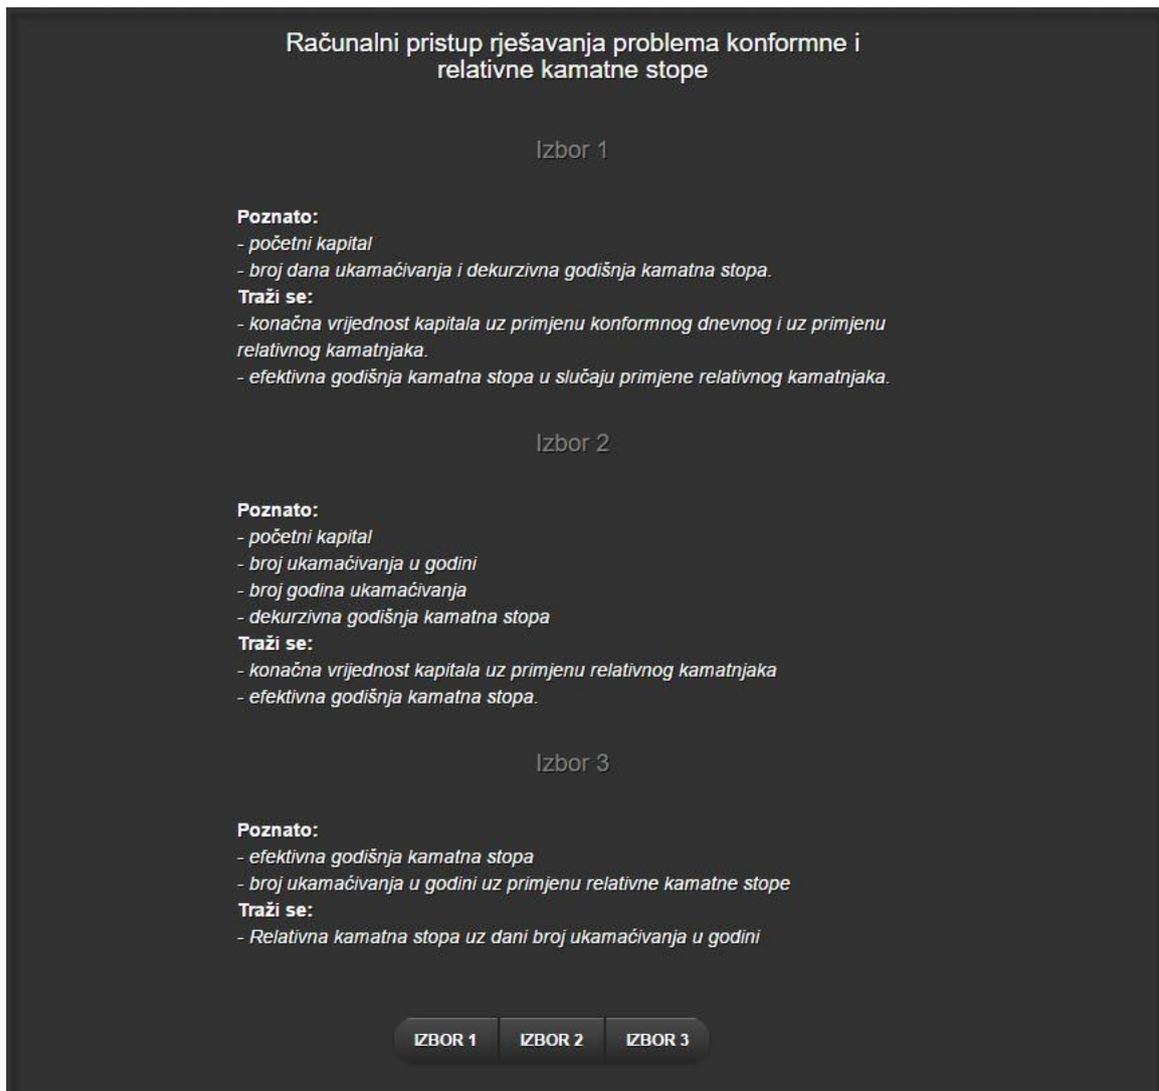 Računalni pristup rješavanja problema konformne i
relativne kamatne stope
Izbor 1
Poznato:
- početni kapital
- broj dana ukamaćivanja i dekurzivna godišnja kamatna stopa.
Traži se:
- konačna vrijednost kapitala uz primjenu konformnog dnevnog i uz primjenu
relativnog kamatnjaka.
- efektivna godišnja kamatna stopa u slučaju primjene relativnog kamatnjaka.
Izbor 2
Poznato:
- početni kapital
- broj ukamaćivanja u godini
- broj godina ukamaćivanja
- dekurzivna godišnja kamatna stopa
Traži se:
- konačna vrijednost kapitala uz primjenu relativnog kamatnjaka
- efektivna godišnja kamatna stopa.
Izbor 3
Poznato:
- efektivna godišnja kamatna stopa
- broj ukamaćivanja u godini uz primjenu relativne kamatne stope
Traži se:
- Relativna kamatna stopa uz dani broj ukamaćivanja u godini
IZBOR 1 IZBOR 2 IZBOR 3